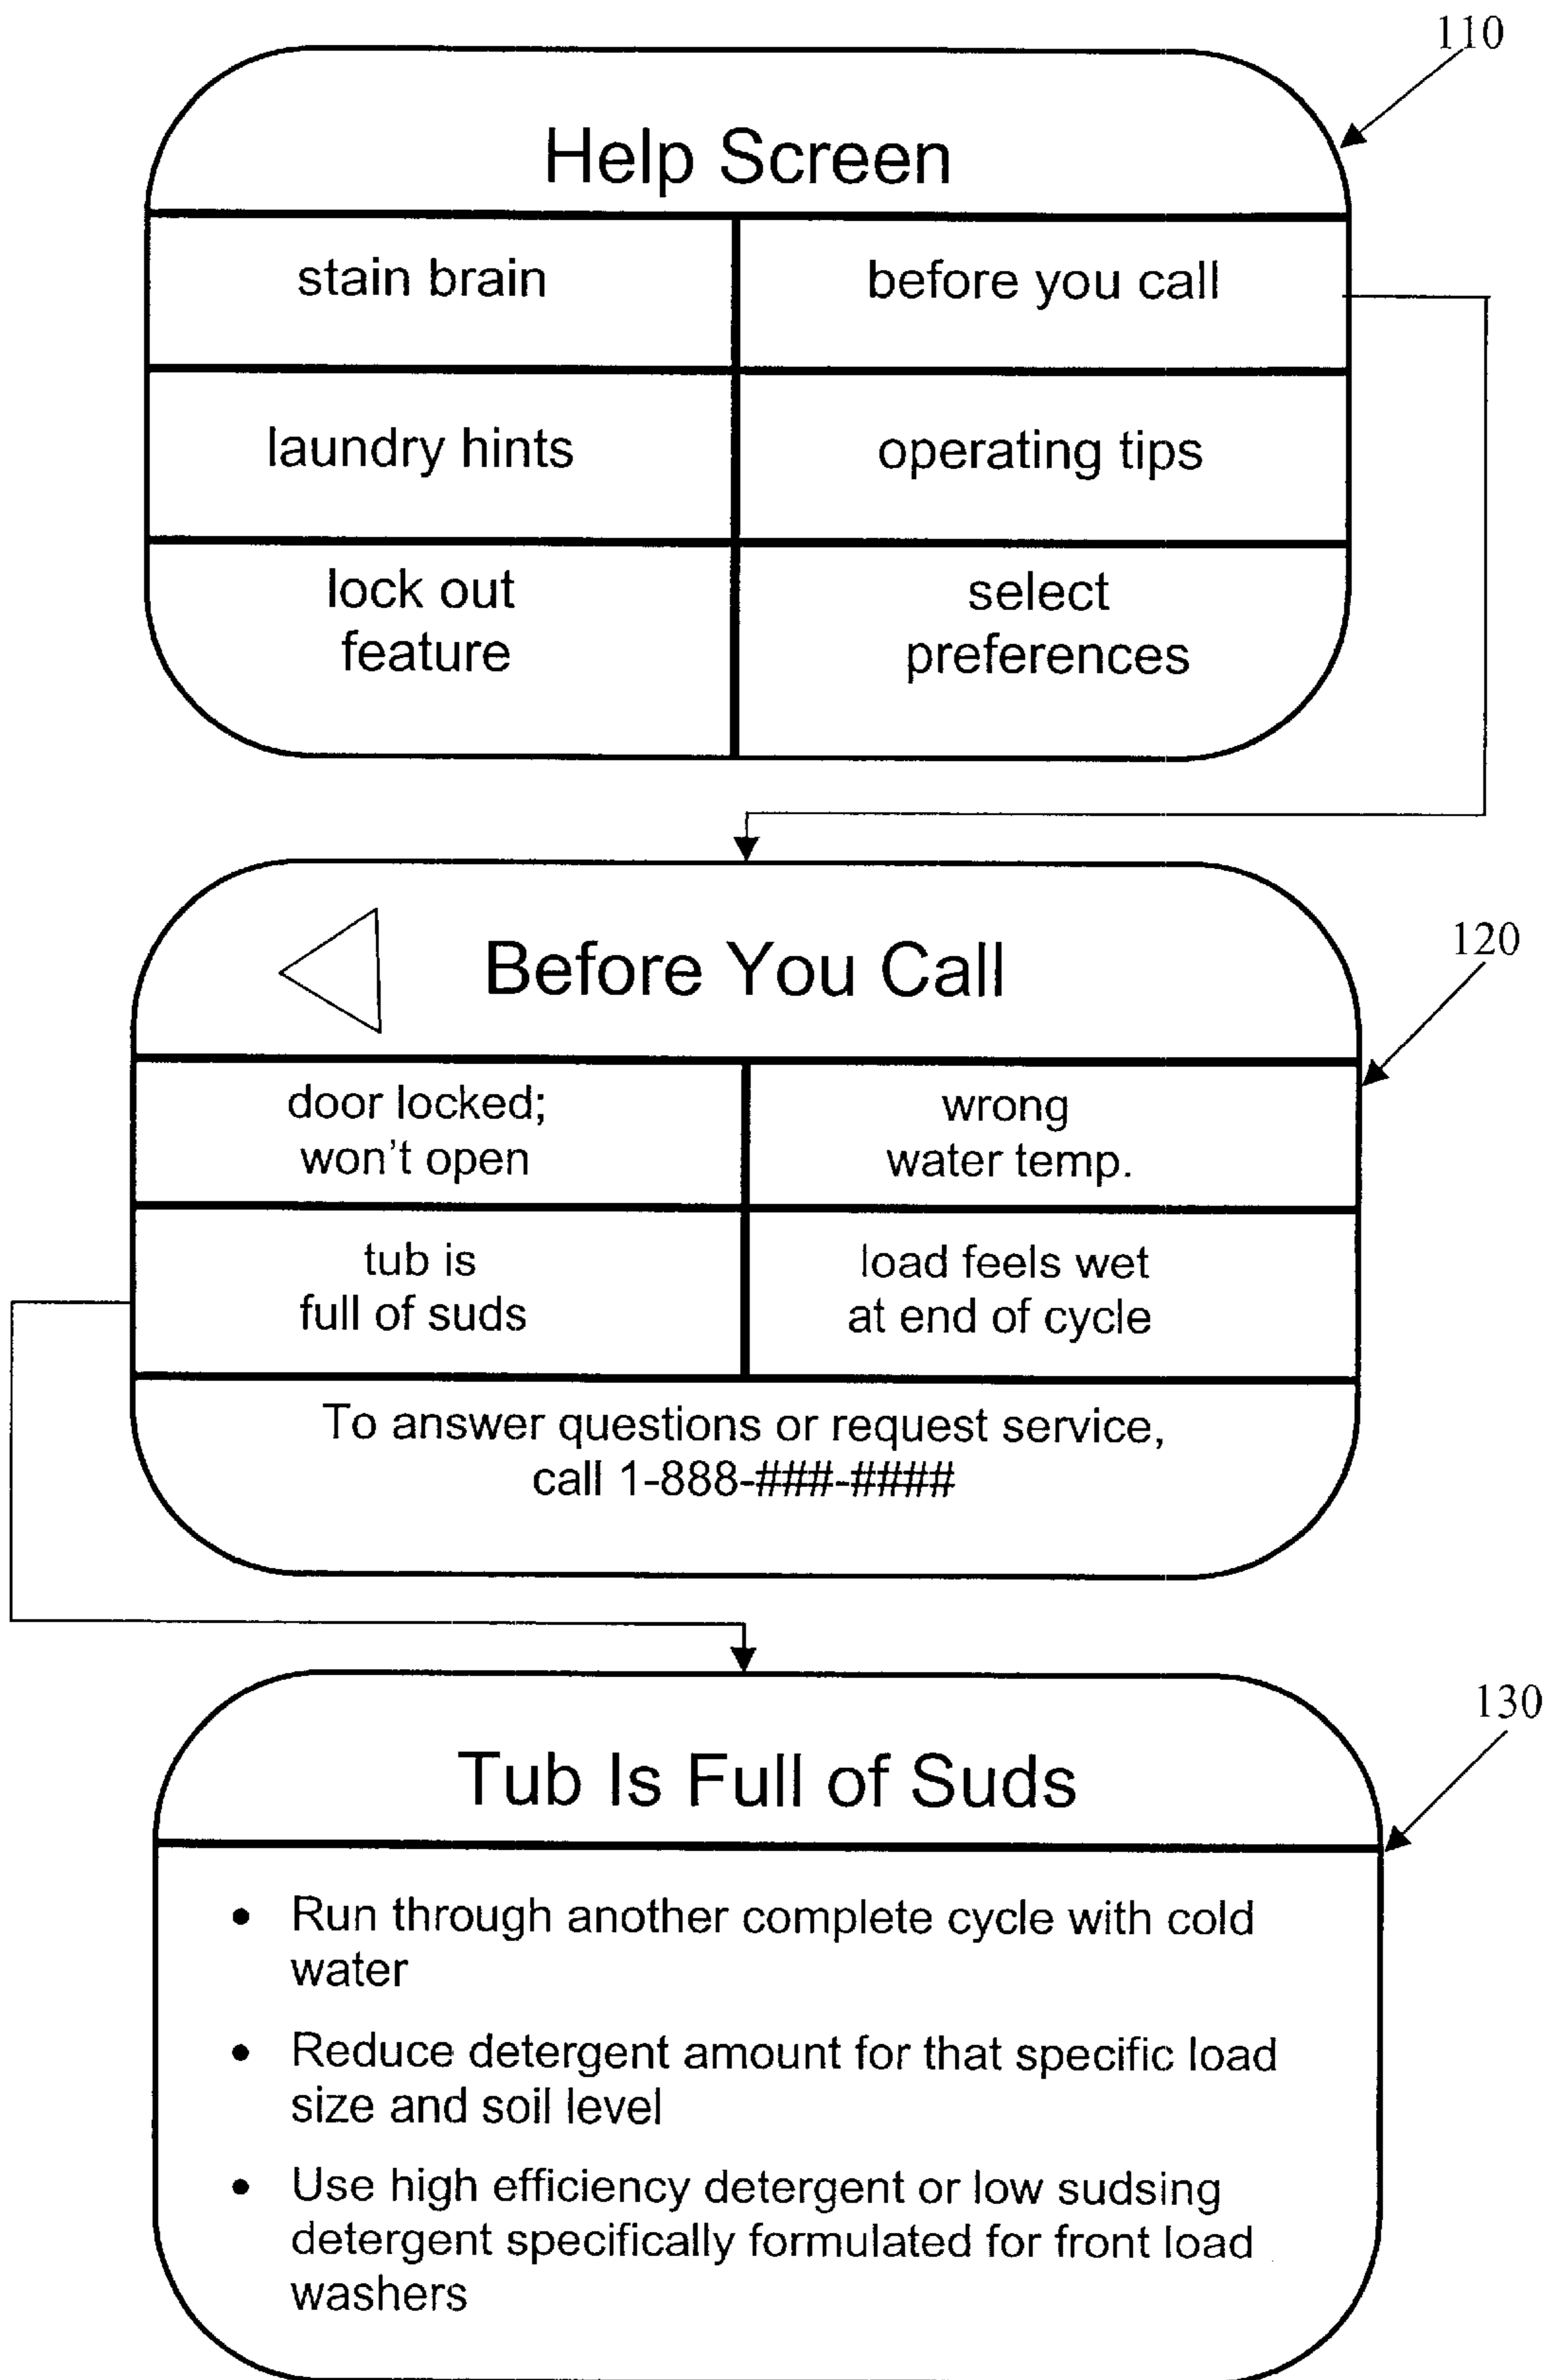 110
Help Screen
stain brain
before you call
laundry hints
operating tips
lock out
feature
select
preferences
Before You Call
120
door locked;
won't open
wrong
water temp.
tub is
full of suds
load feels wet
at end of cycle
To answer questions or request service,
call 1-888-###-####
130
Tub Is Full of Suds
• Run through another complete cycle with cold
water
• Reduce detergent amount for that specific load
size and soil level
• Use high efficiency detergent or low sudsing
detergent specifically formulated for front load
washers